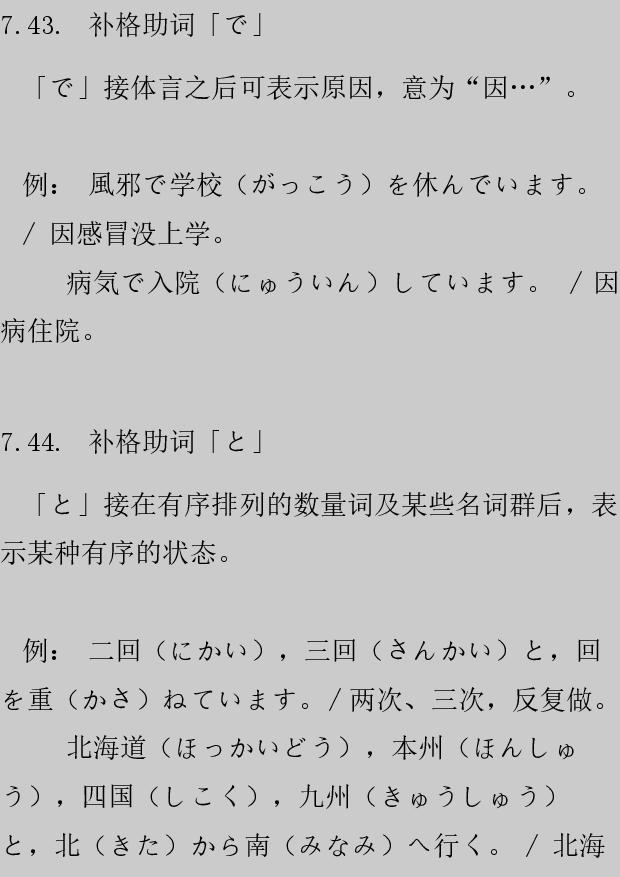 7.43.　补格助词「で」
「で」接体言之后可表示原因，意为“因…”。
例：　風邪で学校（がっこう）を休んでいます。
/ 因感冒没上学。
病気で入院（にゅういん）しています。 / 因
病住院。
7.44.　补格助词「と」
「と」接在有序排列的数量词及某些名词群后，表
示某种有序的状态。
例：　二回（にかい），三回（さんかい）と，回
を重（かさ）ねています。/ 两次、三次，反复做。
北海道（ほっかいどう），本州（ほんしゅ
う），四国（しこく），九州（きゅうしゅう）
と，北（きた）から南（みなみ）へ行く。 / 北海